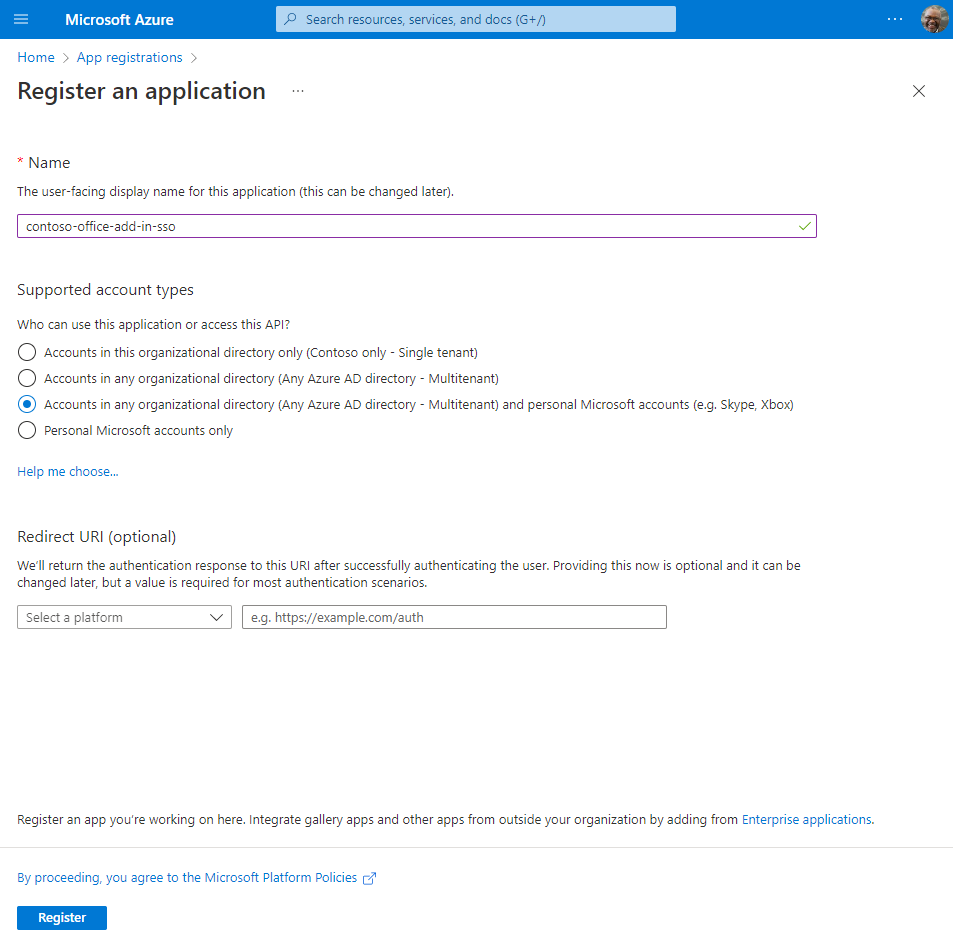 Microsoft Azure
Search resources, services, and docs (G+/)
...
Home > App registrations >
Register an application
...
* Name
The user-facing display name for this application (this can be changed later).
contoso-office-add-in-sso
Supported account types
Who can use this application or access this API?
Accounts in this organizational directory only (Contoso only - Single tenant)
Accounts in any organizational directory (Any Azure AD directory - Multitenant)
Accounts in any organizational directory (Any Azure AD directory - Multitenant) and personal Microsoft accounts (e.g. Skype, Xbox)
Personal Microsoft accounts only
Help me choose...
Redirect URI (optional)
We'll return the authentication response to this URI after successfully authenticating the user. Providing this now is optional and it can be
changed later, but a value is required for most authentication scenarios.
Select a platform
e.g. https://example.com/auth
Register an app you're working on here. Integrate gallery apps and other apps from outside your organization by adding from Enterprise applications.
By proceeding, you agree to the Microsoft Platform Policies
Register